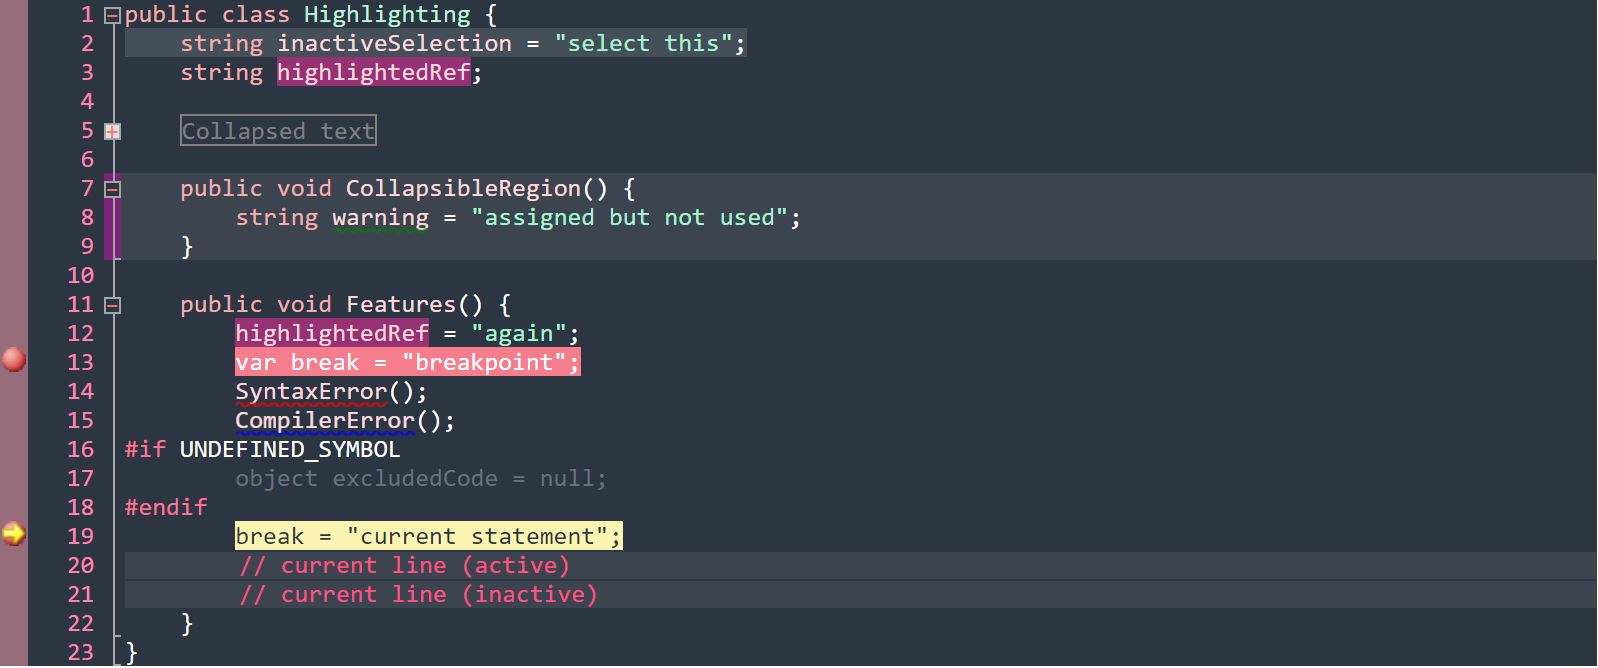 1 public class Highlighting {
2     string inactiveSelection = "select this";
3     string highlightedRef;
4
5     Collapsed text
6
7     public void CollapsibleRegion() {
8         string warning = "assigned but not used";
9     }
10
11     public void Features() {
12         highlightedRef = "again";
13         var break = "breakpoint";
14         SyntaxError();
15         CompilerError();
16 #if UNDEFINED_SYMBOL
17         object excludedCode = null;
18 #endif
19         break = "current statement";
20         // current line (active)
21         // current line (inactive)
22     }
23 }